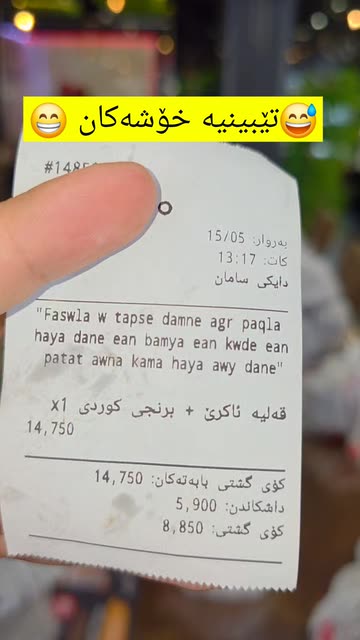 😅تێبینیە خۆشەکان 😁
بەروار: 15/05
کات: 13:17
دایکی سامان
"Faswla w tapse damne agr paqla
haya dane ean bamya ean kwde ean
patat awna kama haya awy dane"
قەلیە ئاکرێ + برنجی کوردی x1
14,750
کۆی گشتی بابەتەکان: 14,750
داشکاندن: 5,900
کۆی گشتی: 8,850